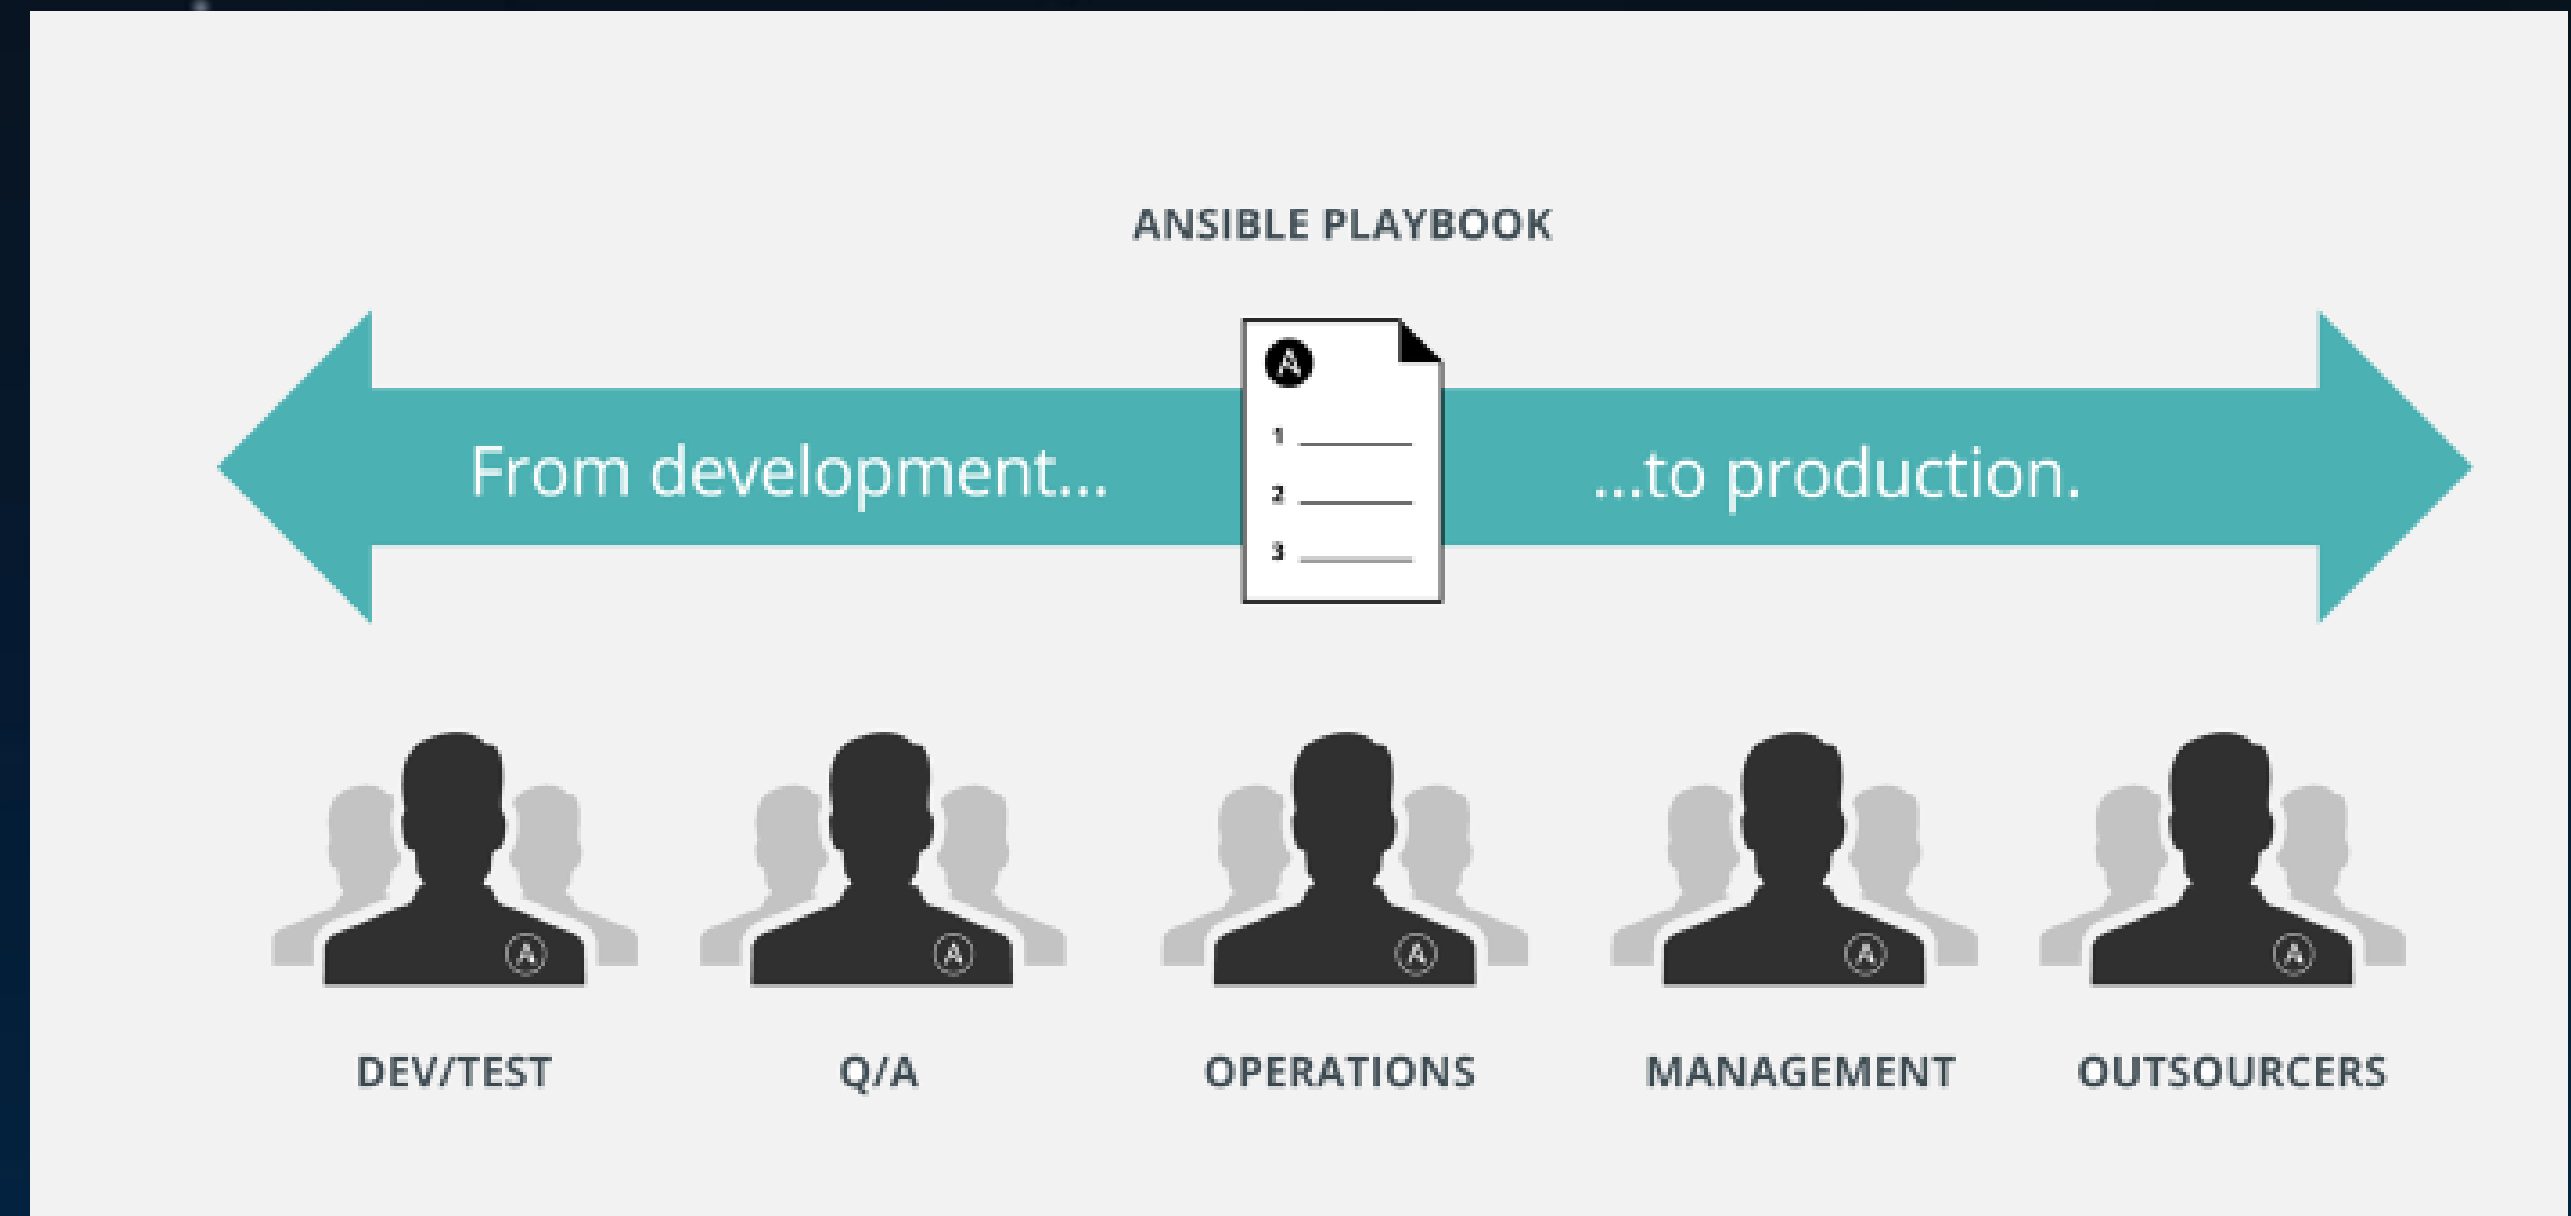 ANSIBLE PLAYBOOK
A
From development...
1
2
3
...to production.
A
A
A
A
A
DEV/TEST
Q/A
OPERATIONS
MANAGEMENT
OUTSOURCERS